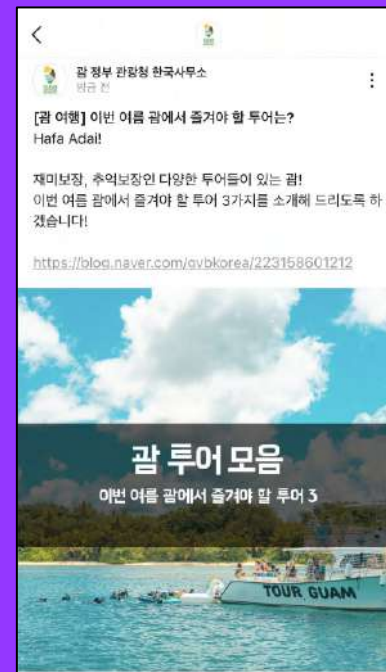 괌 정부 관광청 한국사무소
방금 전
[괌 여행] 이번 여름 괌에서 즐겨야 할 투어는?
Hafa Adai!
재미보장, 추억보장인 다양한 투어들이 있는 괌!
이번 여름 괌에서 즐겨야 할 투어 3가지를 소개해 드리도록 하
겠습니다!
https://blog.naver.com/gvbkorea/223158601212
괌 투어 모음
이번 여름 괌에서 즐겨야 할 투어 3
TOUR GUAM